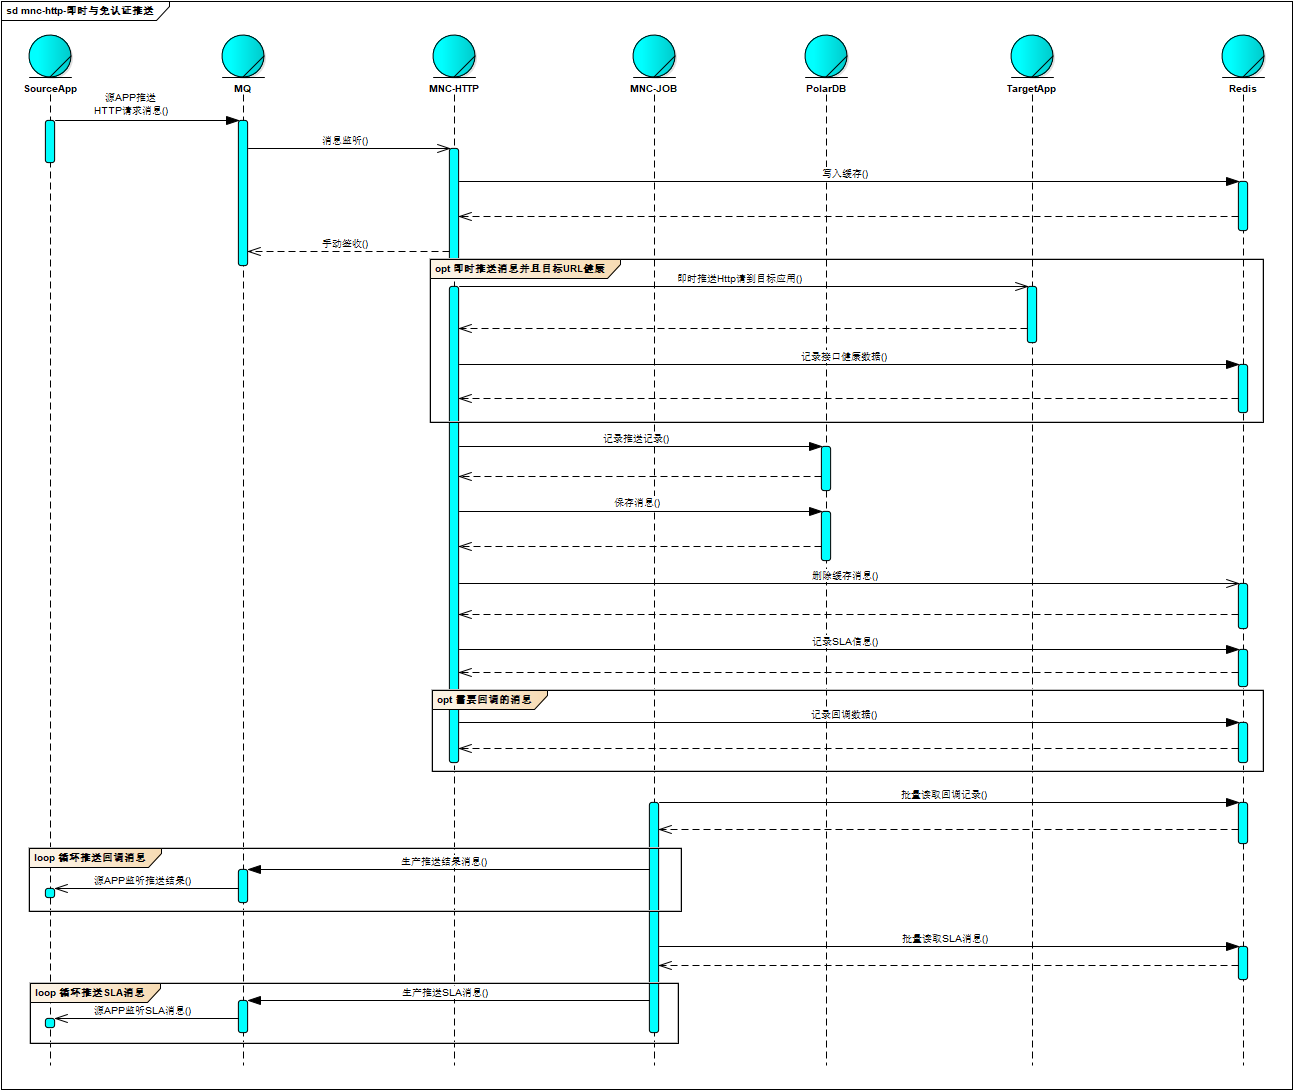 sd mnc-http-即时与免认证推送
SourceApp
MQ
MNC-HTTP
MNC-JOB
PolarDB
TargetApp
Redis
源APP推送
HTTP请求消息()
消息监听()
写入缓存()
手动签收()
opt 即时推送消息并且目标URL健康
即时推送Http请到目标应用()
记录接口健康数据()
记录推送记录()
保存消息()
删除缓存消息()
记录SLA信息()
opt 需要回调的消息
记录回调数据()
批量读取回调记录()
loop 循环推送回调消息
生产推送结果消息()
源APP监听推送结果()
批量读取SLA消息()
loop 循环推送SLA消息
生产推送SLA消息()
源APP监听SLA消息()